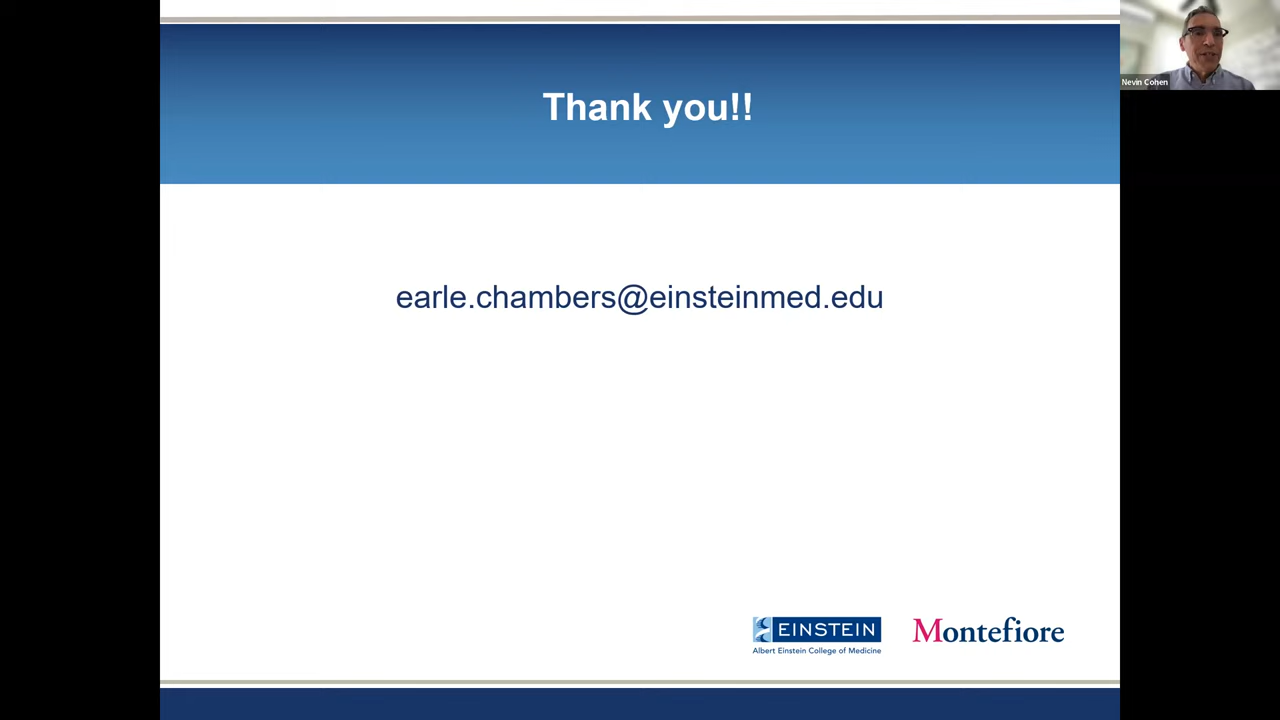 Nevin Cohen
Thank you!!
earle.chambers@einsteinmed.edu
EINSTEIN
Albert Einstein College of Medicine
Montefiore